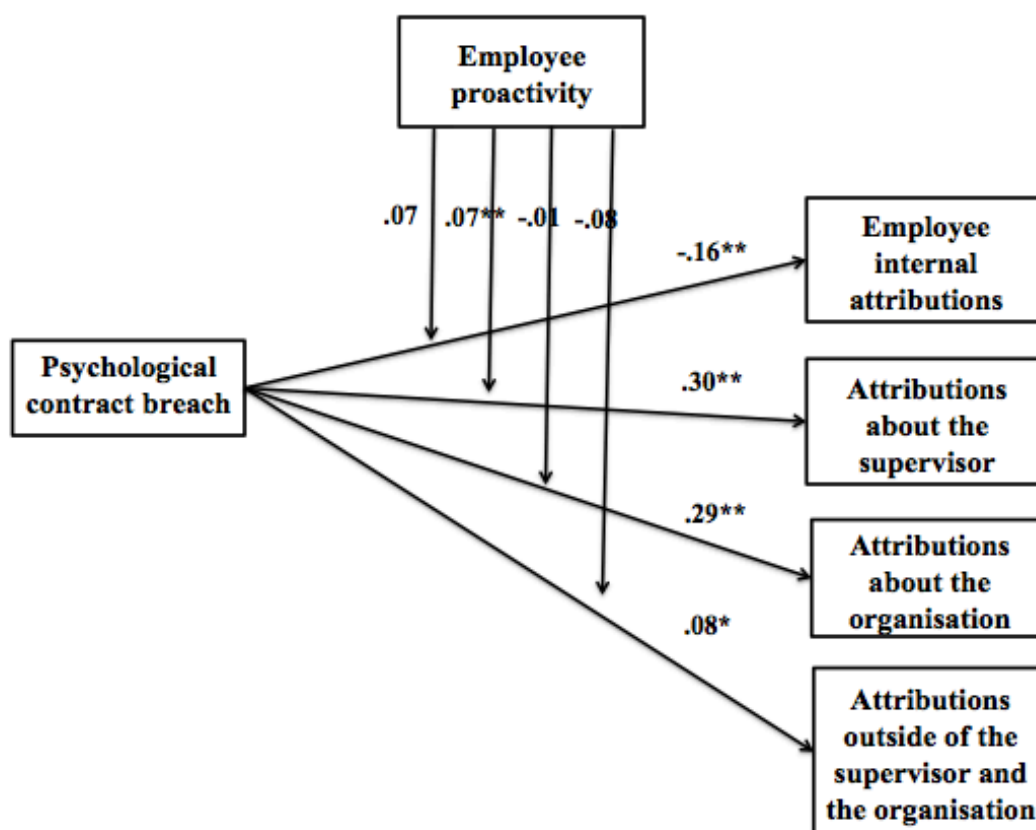 Employee
proactivity
.07 .07** -.01 -.08
-.16**
Employee
internal
attributions
Psychological
contract breach
.30**
Attributions
about the
supervisor
.29**
Attributions
about the
organisation
.08*
Attributions
outside of the
supervisor and
the organisation